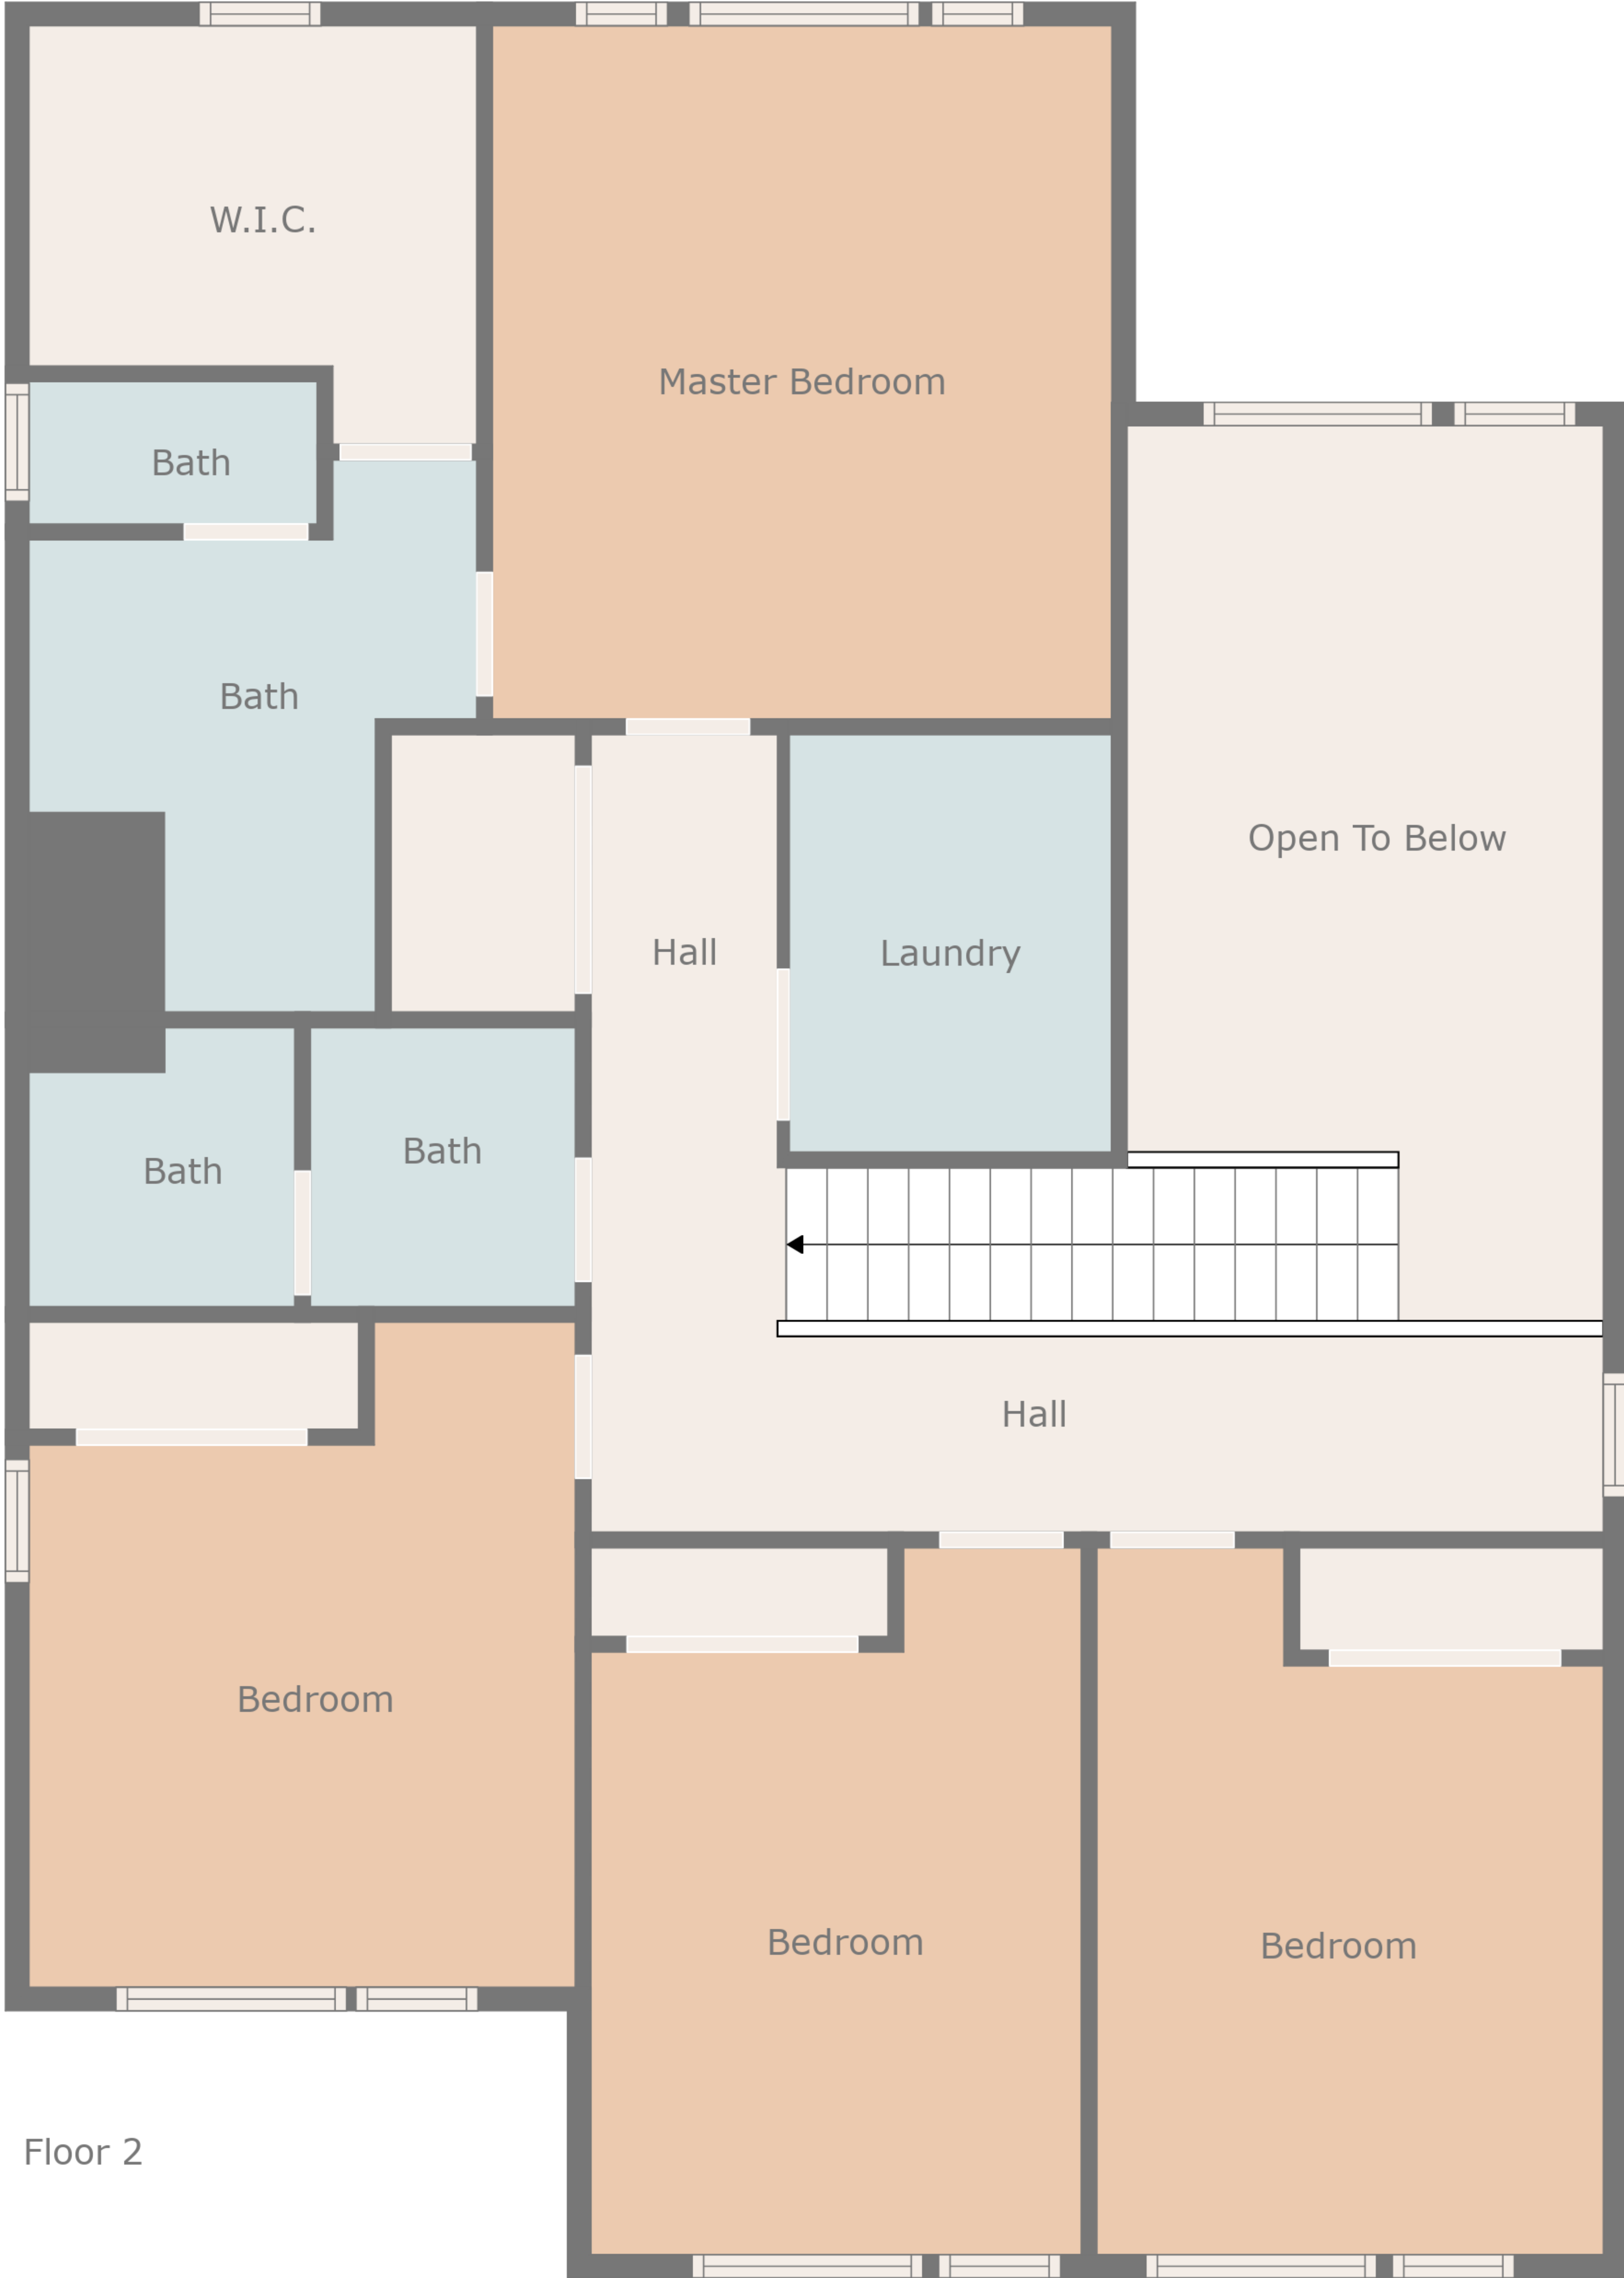 W.I.C.
Master Bedroom
Bath
Bath
Open To Below
Hall
Laundry
Bath
Bath
Hall
Bedroom
Bedroom
Bedroom
Floor 2